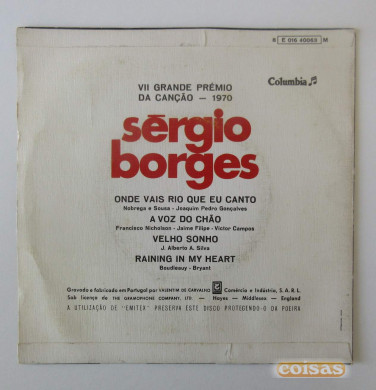 8 E 016 40063 M
VII GRANDE PRÉMIO
DA CANÇÃO — 1970
Columbia
sérgio
borges
ONDE VAIS RIO QUE EU CANTO
Nobrega e Sousa - Joaquim Pedro Gonçalves
A VOZ DO CHÃO
Francisco Nicholson - Jaime Filipe - Victor Campos
VELHO SONHO
J. Alberto A. Silva
RAINING IN MY HEART
Boudleaux - Bryant
Gravado e fabricado em Portugal por VALENTIM DE CARVALHO Comércio e Indústria, S.A.R.L.
Sob licença de THE GRAMOPHONE COMPANY, LTD. — Hayes — Middlesex — England
A UTILIZAÇÃO DE "EMITEX" PRESERVA ESTE DISCO PROTEGENDO-O DA POEIRA
coisas